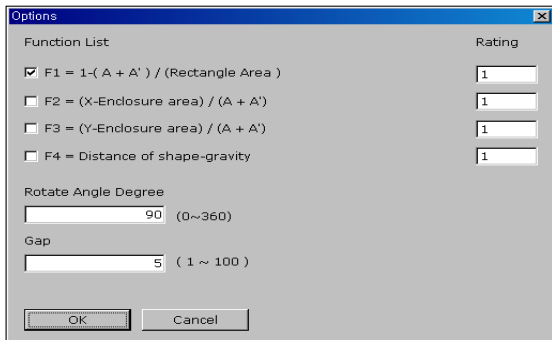 Options
Function List Rating
F1 = 1-( A + A' ) / (Rectangle Area ) 1
F2 = (X-Enclosure area) / (A + A') 1
F3 = (Y-Enclosure area) / (A + A') 1
F4 = Distance of shape-gravity 1
Rotate Angle Degree
90 (0~360)
Gap
5 ( 1 ~ 100 )
OK Cancel